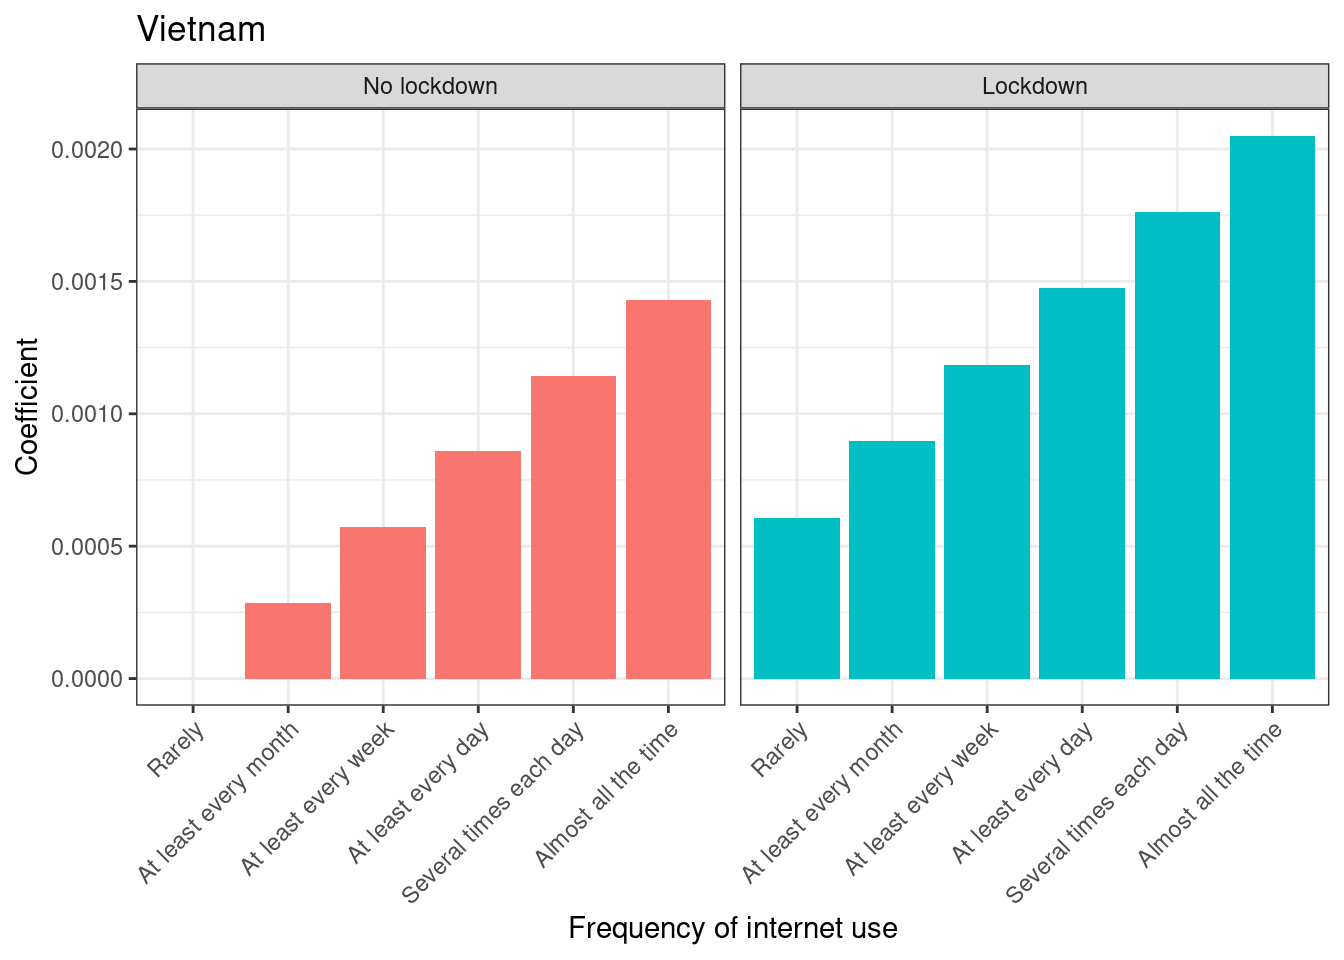 Vietnam
No lockdown
Lockdown
Coefficient
0.0020
0.0015
0.0010
0.0005
0.0000
Rarely
At least every month
At least every week
At least every day
Several times each day
Almost all the time
Rarely
At least every month
At least every week
At least every day
Several times each day
Almost all the time
Frequency of internet use